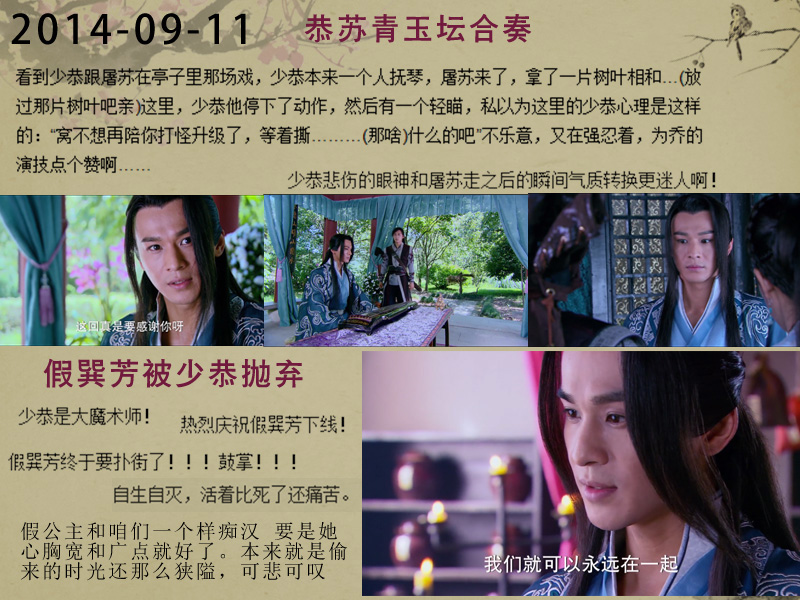 2014-09-11
恭苏青玉坛合奏
看到少恭跟屠苏在亭子里那场戏，少恭本来一个人抚琴，屠苏来了，拿了一片树叶相和...(放
过那片树叶吧亲)这里，少恭他停下了动作，然后有一个轻瞄，私以为这里的少恭心理是这样
的：“窝不想再陪你打怪升级了，等着撕………(那啥)什么的吧”不乐意，又在强忍着，为乔的
演技点个赞啊……
少恭悲伤的眼神和屠苏走之后的瞬间气质转换更迷人啊！
这回真是要感谢你呀
假巽芳被少恭抛弃
少恭是大魔术师！
热烈庆祝假巽芳下线！
假巽芳终于要扑街了！！！鼓掌！！！
自生自灭，活着比死了还痛苦。
假公主和咱们一个样痴汉 要是她
心胸宽和广点就好了。本来就是偷
来的时光还那么狭隘，可悲可叹
我们就可以永远在一起